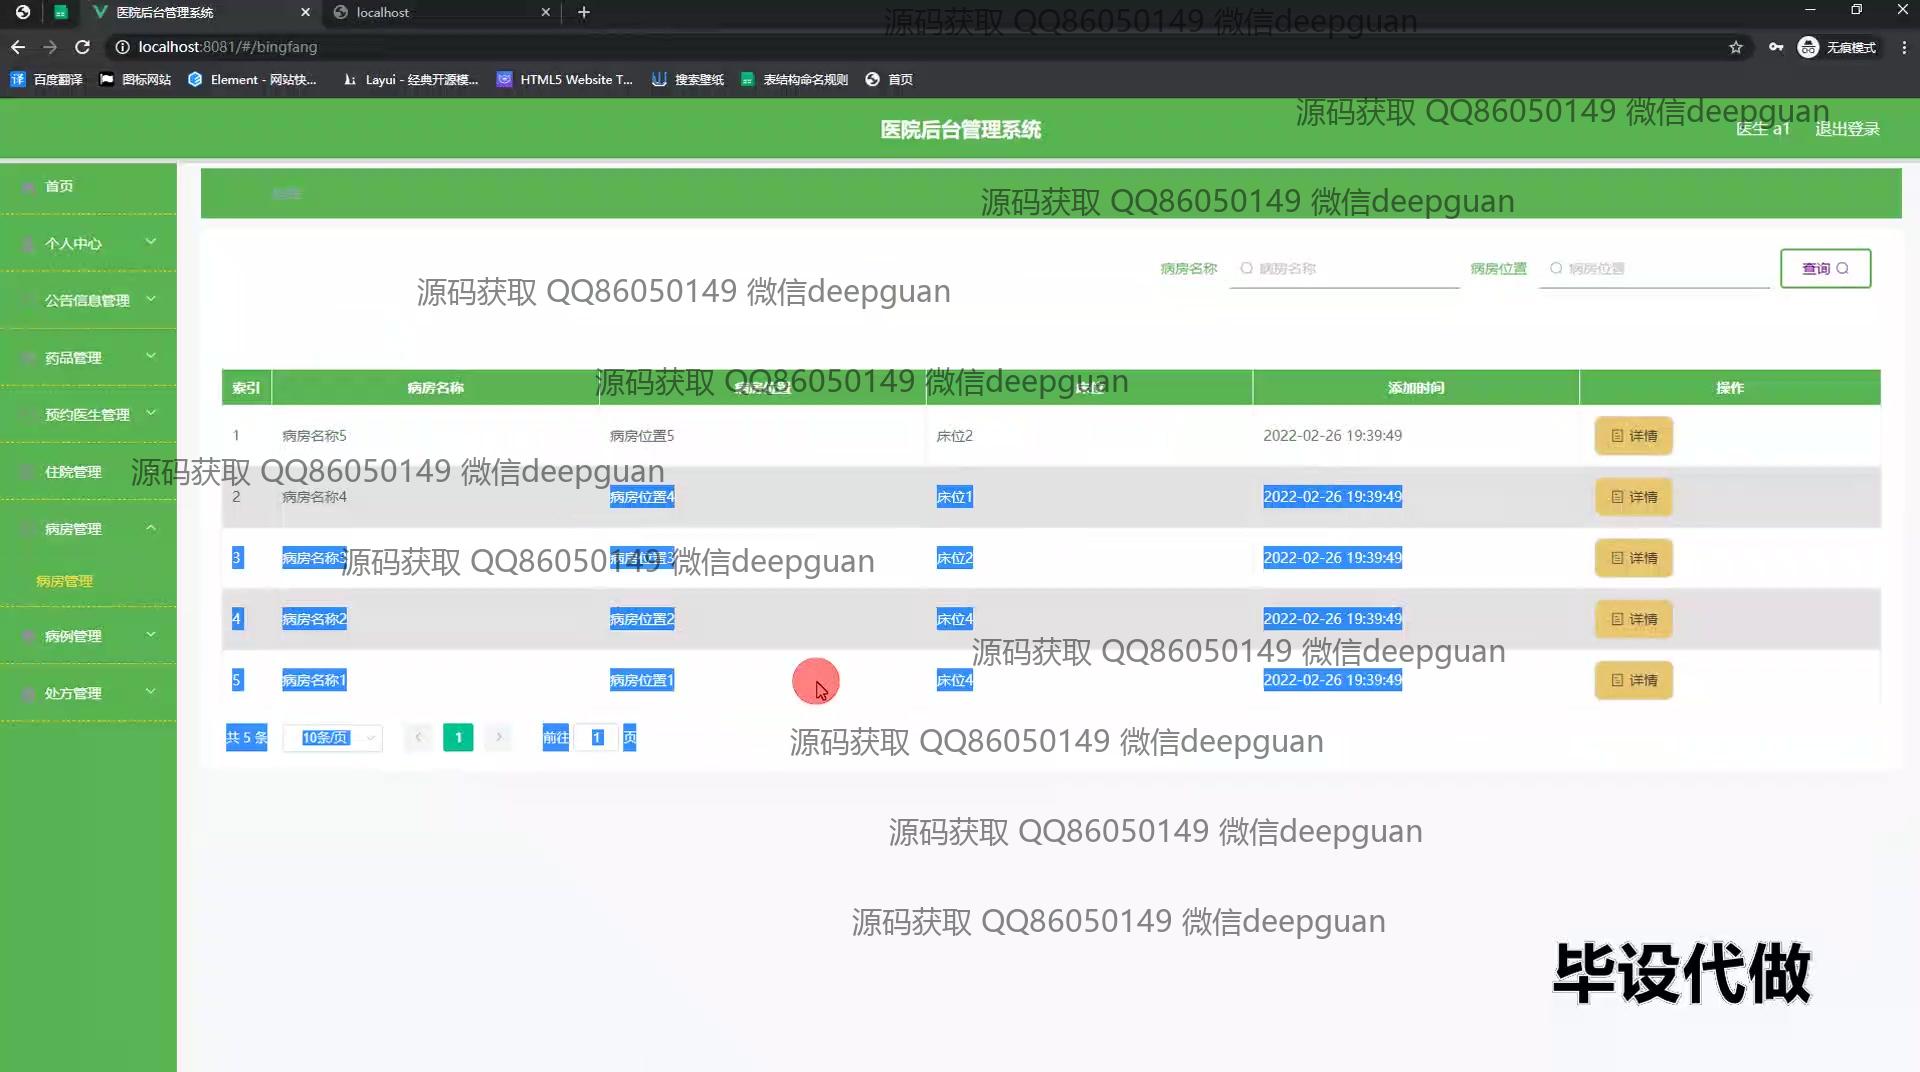 医院后台管理系统
localhost
localhost:8081/#/bingfang
无痕模式
百度翻译
图标网站
Element - 网站快...
Layui - 经典开源模...
HTML5 Website T...
搜索壁纸
表结构命名规则
首页
源码获取 QQ86050149 微信deepguan
医院后台管理系统
源码获取 QQ86050149 微信deepguan
医生 a1
退出登录
首页
个人中心
公告信息管理
药品管理
预约医生管理
住院管理
病房管理
病房管理
病例管理
处方管理
源码获取 QQ86050149 微信deepguan
病房名称 病房名称 病房位置 病房位置 查询
源码获取 QQ86050149 微信deepguan
索引 病房名称 病房位置 床位 添加时间 操作
源码获取 QQ86050149 微信deepguan
1 病房名称5 病房位置5 床位2 2022-02-26 19:39:49 详情
源码获取 QQ86050149 微信deepguan
2 病房名称4 病房位置4 床位1 2022-02-26 19:39:49 详情
3 病房名称3 病房位置3 床位2 2022-02-26 19:39:49 详情
源码获取 QQ86050149 微信deepguan
4 病房名称2 病房位置2 床位4 2022-02-26 19:39:49 详情
源码获取 QQ86050149 微信deepguan
5 病房名称1 病房位置1 床位4 2022-02-26 19:39:49 详情
共 5 条 10条/页 1 前往 1 页
源码获取 QQ86050149 微信deepguan
源码获取 QQ86050149 微信deepguan
源码获取 QQ86050149 微信deepguan
毕设代做